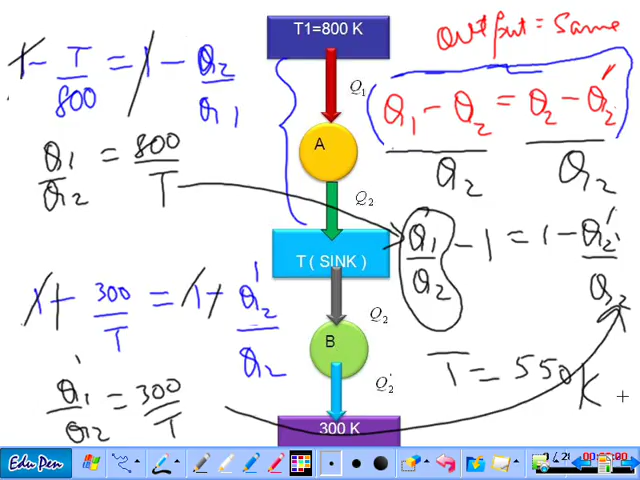 T1=800 K
output = same
1 - T/800 = 1 - Q2/Q1
Q1
Q1 - Q2 = Q2 - Q2'
Q2 Q2
A
Q1/Q2 = 800/T
Q2
Q1/Q2 - 1 = 1 - Q2'/Q2
T ( SINK )
1 - 300/T = 1 - Q2'/Q2
Q2
B
T = 550 K
Q2'
Q1'/Q2 = 300/T
300 K
Edu Pen